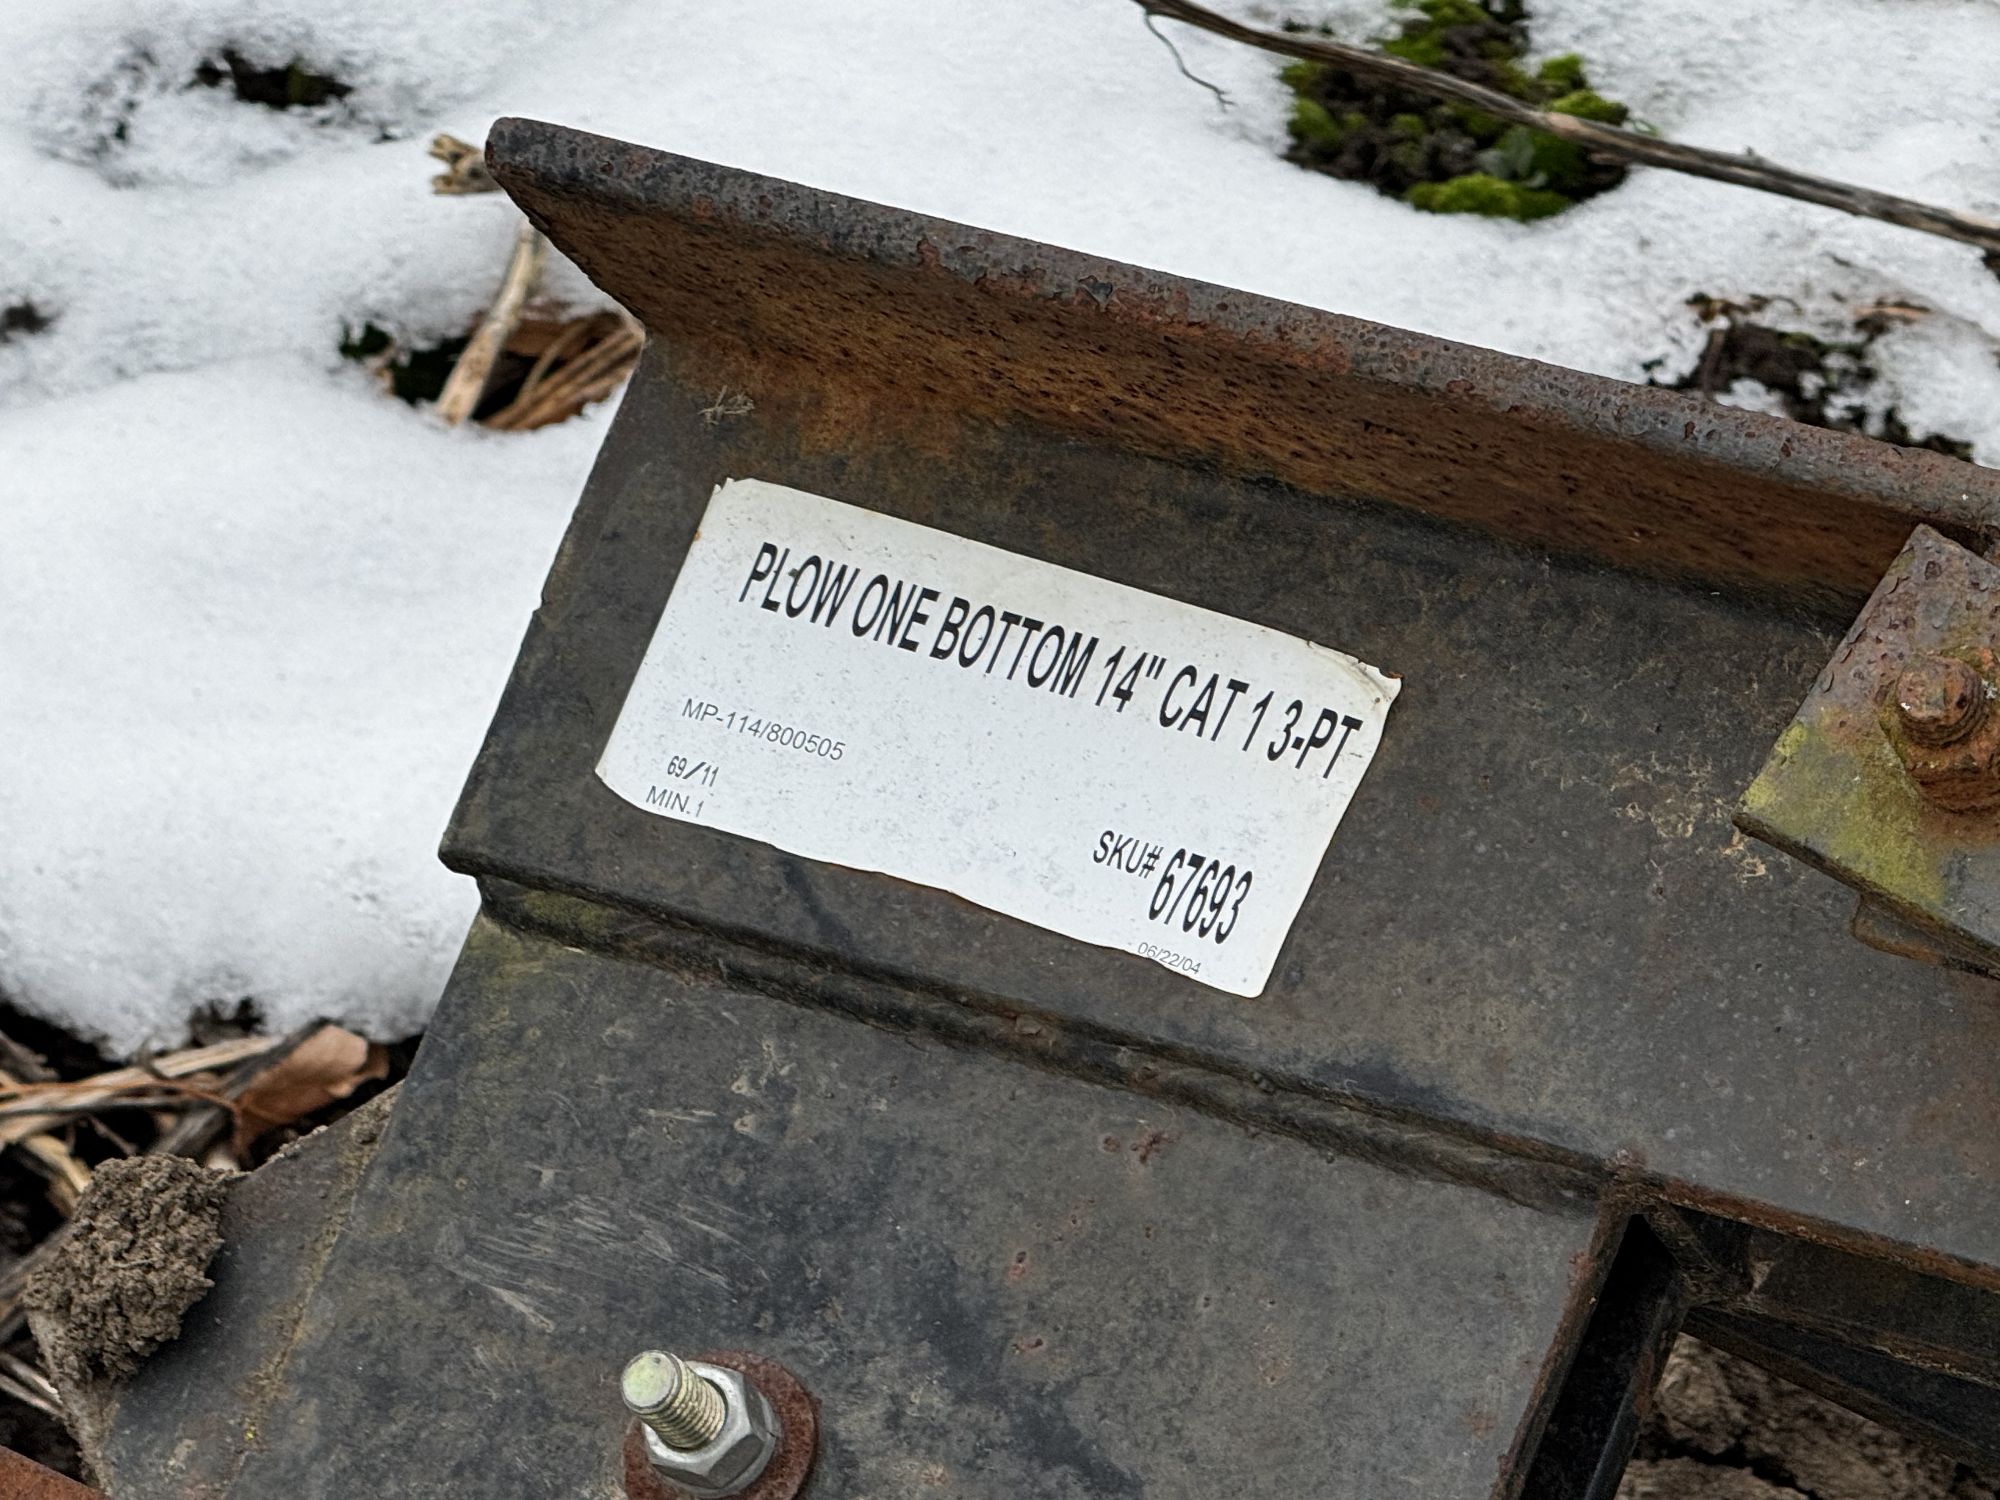 PLOW ONE BOTTOM 14" CAT 1 3-PT
MP-114/800505
69/11
MIN. 1
SKU# 67693
06/22/04